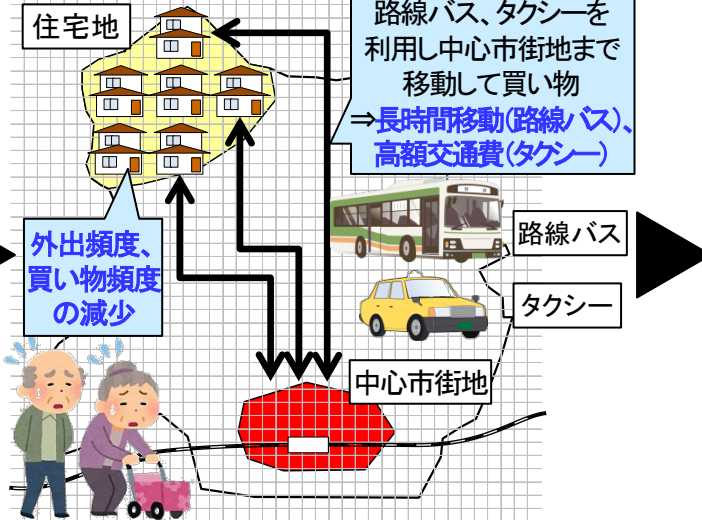 住宅地
路線バス、タクシーを
利用し中心市街地まで
移動して買い物
⇒長時間移動(路線バス)、
高額交通費(タクシー)
外出頻度、
買い物頻度
の減少
路線バス
タクシー
中心市街地